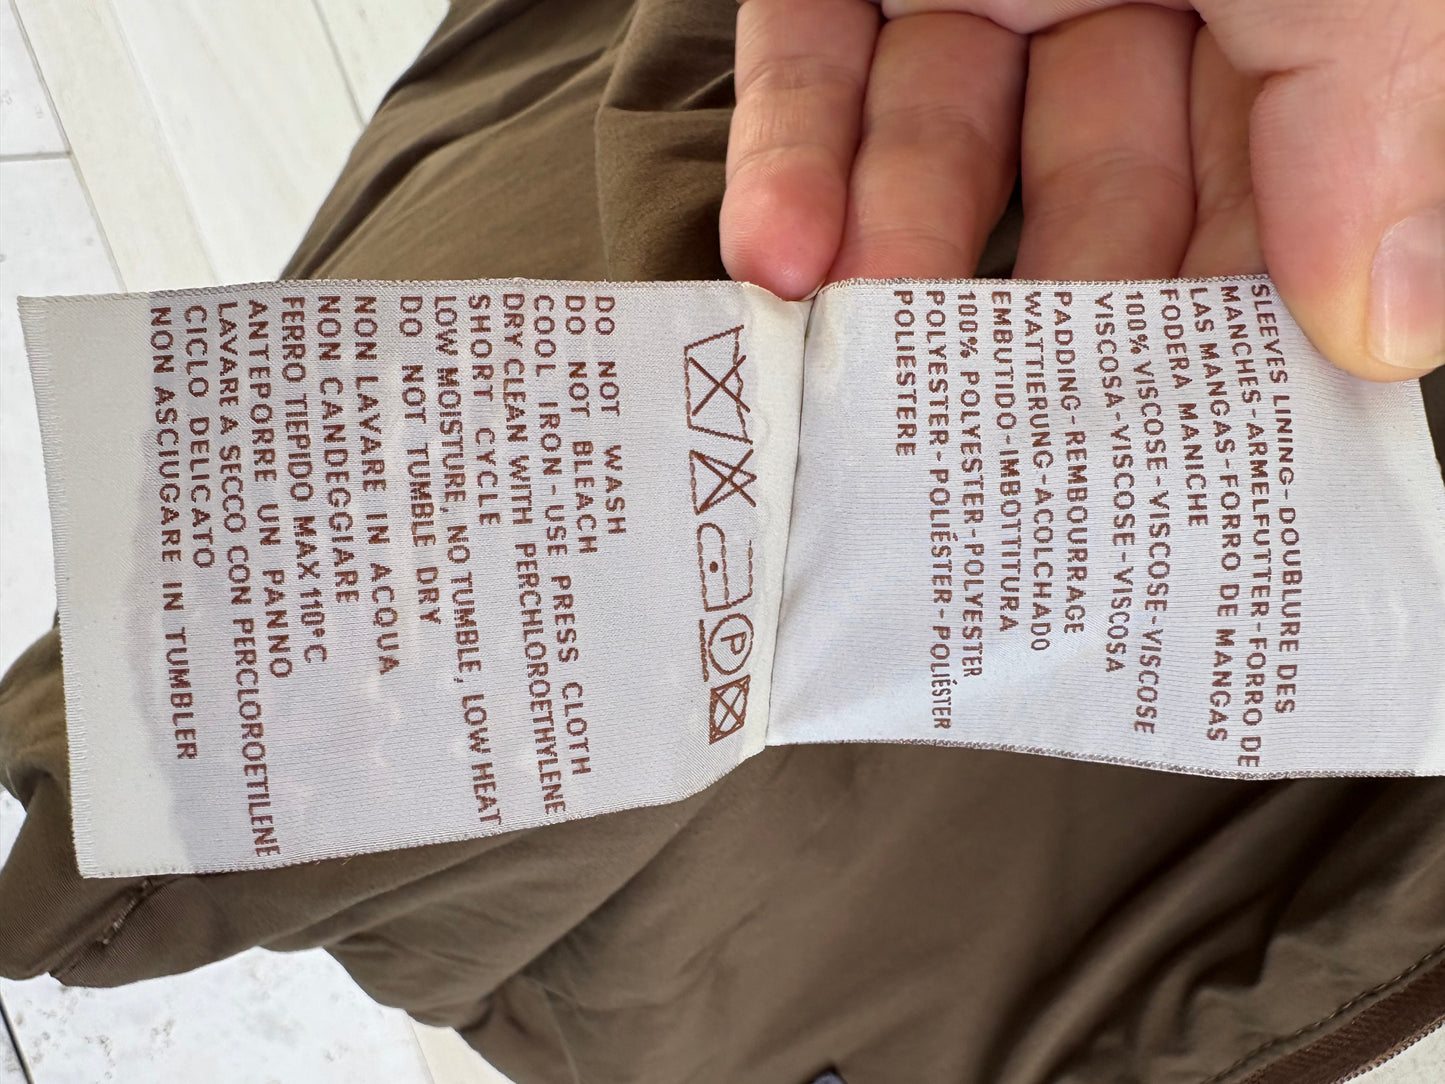 SLEEVES LINING-DOUBLURE DES
MANCHES-ARMELFUTTER-FORRO DE
LAS MANGAS-FORRO DE MANGAS
FODERA MANICHE
100% VISCOSE-VISCOSE-VISCOSE
VISCOSA-VISCOSE-VISCOSA
PADDING-REMBOURRAGE
WATTIERUNG-ACOLCHADO
EMBUTIDO-IMBOTTITURA
100% POLYESTER-POLYESTER
POLYESTER-POLIÉSTER-POLIÉSTER
POLIESTERE
P
DO NOT WASH
DO NOT BLEACH
COOL IRON-USE PRESS CLOTH
DRY CLEAN WITH PERCHLOROETHYLENE
SHORT CYCLE
LOW MOISTURE, NO TUMBLE, LOW HEAT
DO NOT TUMBLE DRY
NON LAVARE IN ACQUA
NON CANDEGGIARE
FERRO TIEPIDO MAX 110°C
ANTEPORRE UN PANNO
LAVARE A SECCO CON PERCLOROETILENE
CICLO DELICATO
NON ASCIUGARE IN TUMBLER